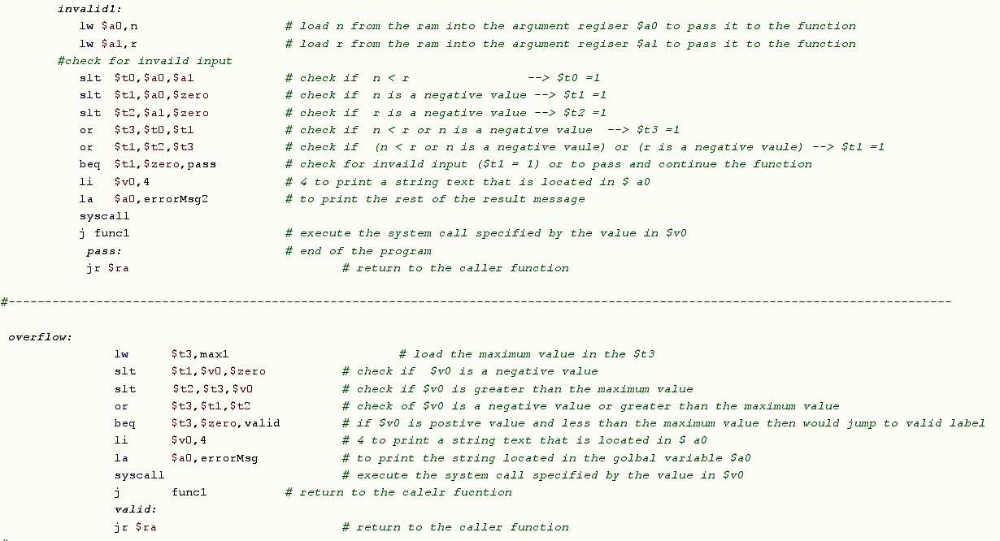 invalid1:
lw $a0,n # load n from the ram into the argument regiser $a0 to pass it to the function
lw $a1,r # load r from the ram into the argument regiser $a1 to pass it to the function
#check for invaild input
slt $t0,$a0,$a1 # check if n < r --> $t0 =1
slt $t1,$a0,$zero # check if n is a negative value --> $t1 =1
slt $t2,$a1,$zero # check if r is a negative value --> $t2 =1
or $t3,$t0,$t1 # check if n < r or n is a negative value --> $t3 =1
or $t1,$t2,$t3 # check if (n < r or n is a negative vaule) or (r is a negative vaule) --> $t1 =1
beq $t1,$zero,pass # check for invaild input ($t1 = 1) or to pass and continue the function
li $v0,4 # 4 to print a string text that is located in $ a0
la $a0,errorMsg2 # to print the rest of the result message
syscall
j func1 # execute the system call specified by the value in $v0
pass: # end of the program
jr $ra # return to the caller function
#---------------------------------------------------------------------------------------------------------------------------------
overflow:
lw $t3,max1 # load the maximum value in the $t3
slt $t1,$v0,$zero # check if $v0 is a negative value
slt $t2,$t3,$v0 # check if $v0 is greater than the maximum value
or $t3,$t1,$t2 # check of $v0 is a negative value or greater than the maximum value
beq $t3,$zero,valid # if $v0 is postive value and less than the maximum value then would jump to valid label
li $v0,4 # 4 to print a string text that is located in $ a0
la $a0,errorMsg # to print the string located in the golbal variable $a0
syscall # execute the system call specified by the value in $v0
j func1 # return to the calelr fucntion
valid:
jr $ra # return to the caller function